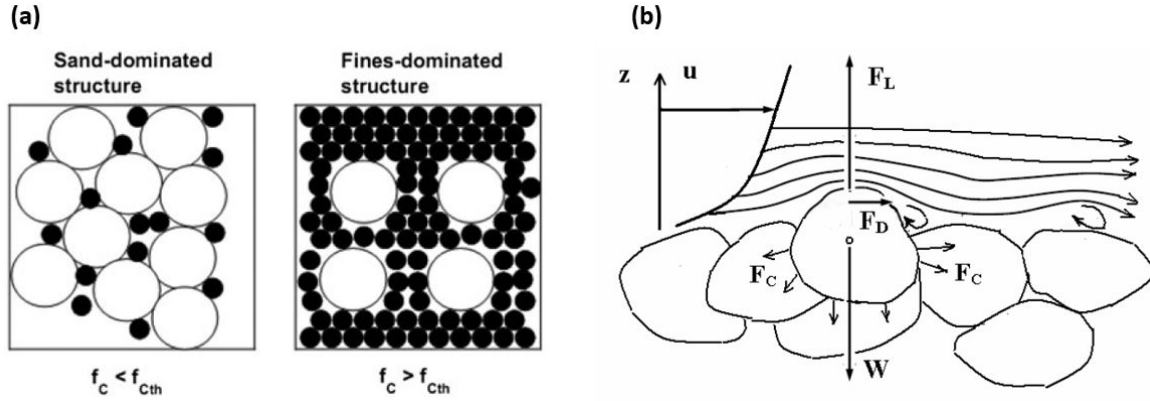 (a)
Sand-dominated
structure
Fines-dominated
structure
f_C < f_Cth
f_C > f_Cth
(b)
z
u
F_L
F_D
F_C
F_C
W